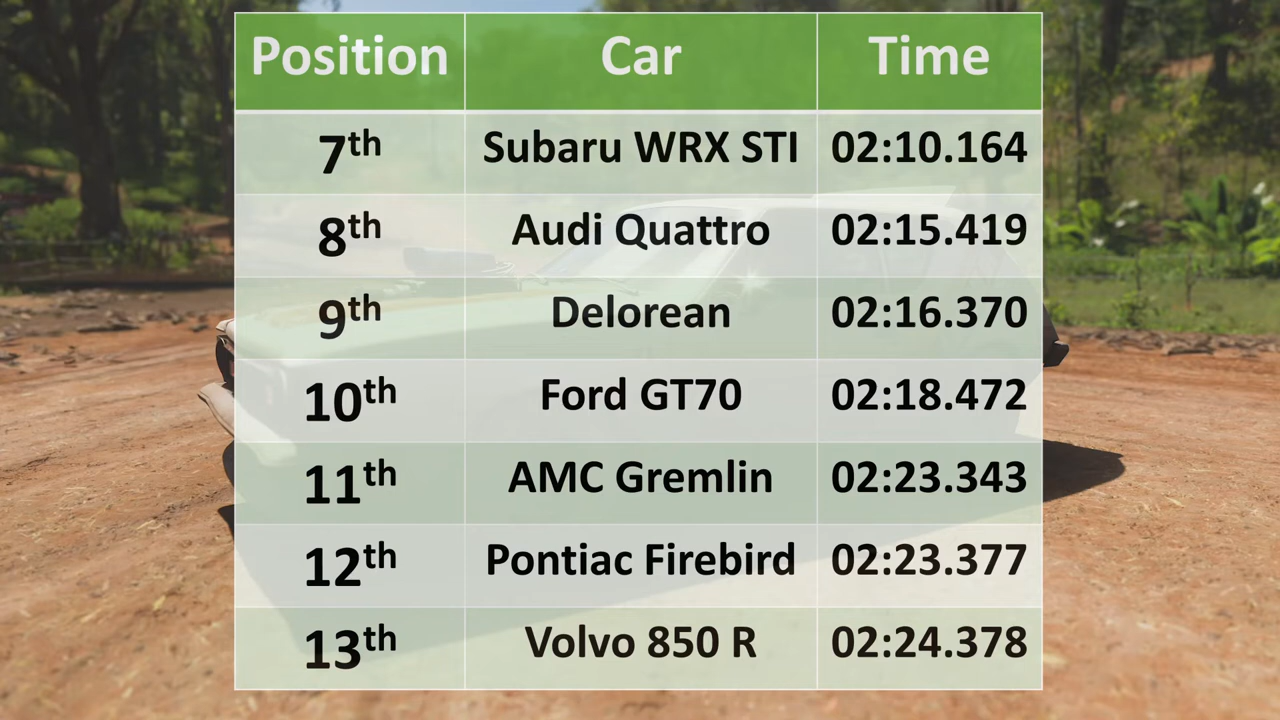 Position Car Time
7th Subaru WRX STI 02:10.164
8th Audi Quattro 02:15.419
9th Delorean 02:16.370
10th Ford GT70 02:18.472
11th AMC Gremlin 02:23.343
12th Pontiac Firebird 02:23.377
13th Volvo 850 R 02:24.378